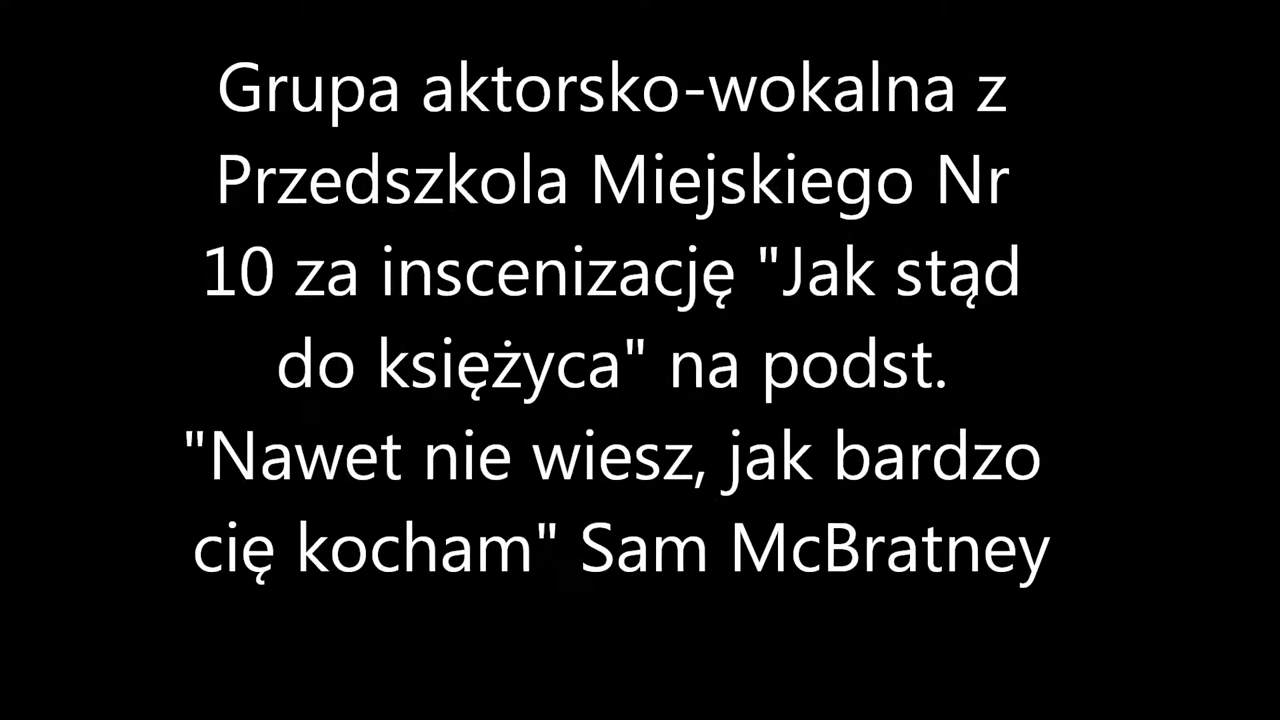 Grupa aktorsko-wokalna z
Przedszkola Miejskiego Nr
10 za inscenizację "Jak stąd
do księżyca" na podst.
"Nawet nie wiesz, jak bardzo
cię kocham" Sam McBratney